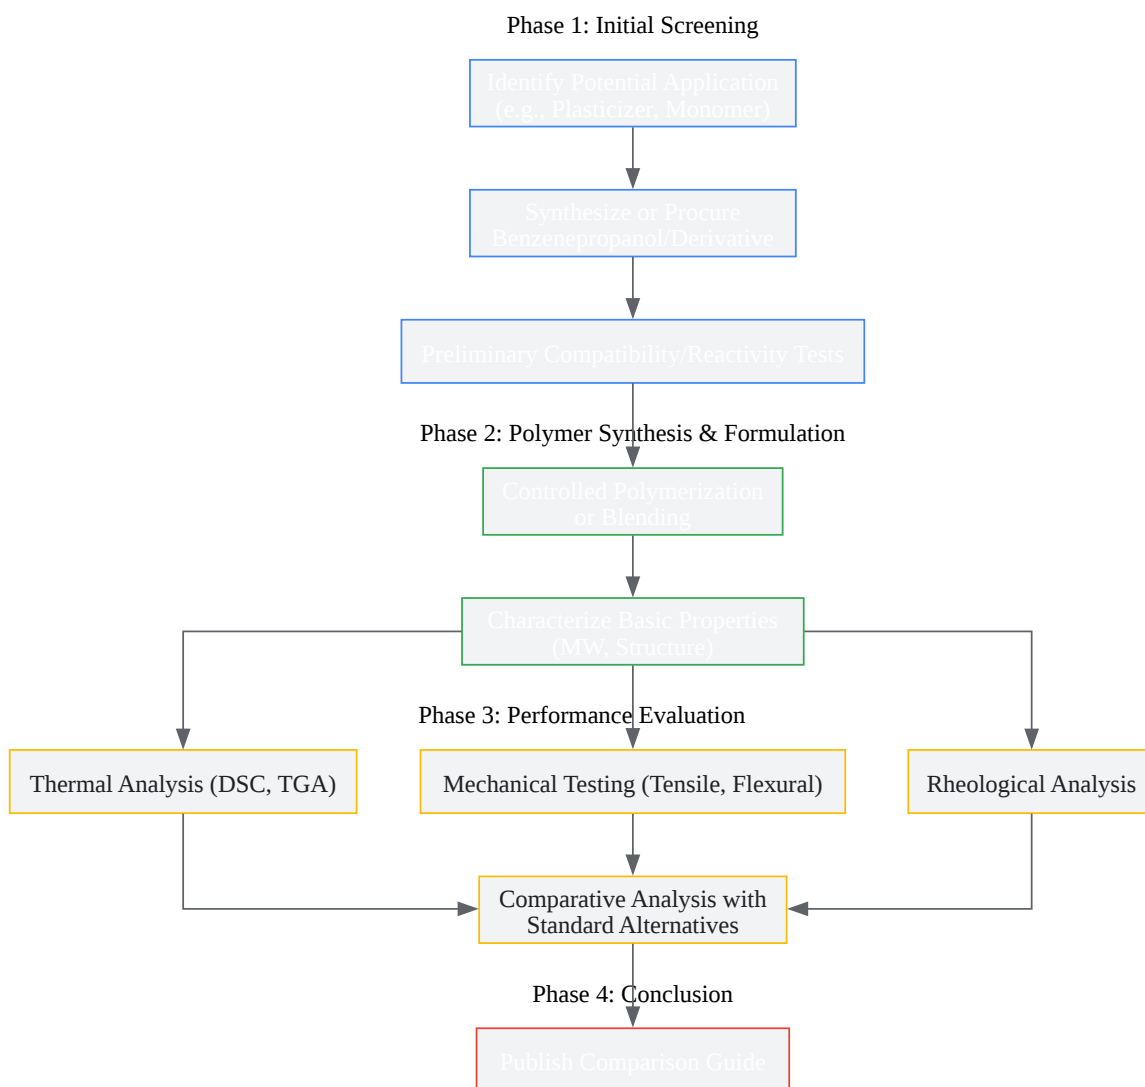 Phase 1: Initial Screening
Identify Potential Application
(e.g., Plasticizer, Monomer)
Synthesize or Procure
Benzenepropanol/Derivative
Preliminary Compatibility/Reactivity Tests
Phase 2: Polymer Synthesis & Formulation
Controlled Polymerization
or Blending
Characterize Basic Properties
(MW, Structure)
Phase 3: Performance Evaluation
Thermal Analysis (DSC, TGA)
Mechanical Testing (Tensile, Flexural)
Rheological Analysis
Comparative Analysis with
Standard Alternatives
Phase 4: Conclusion
Publish Comparison Guide